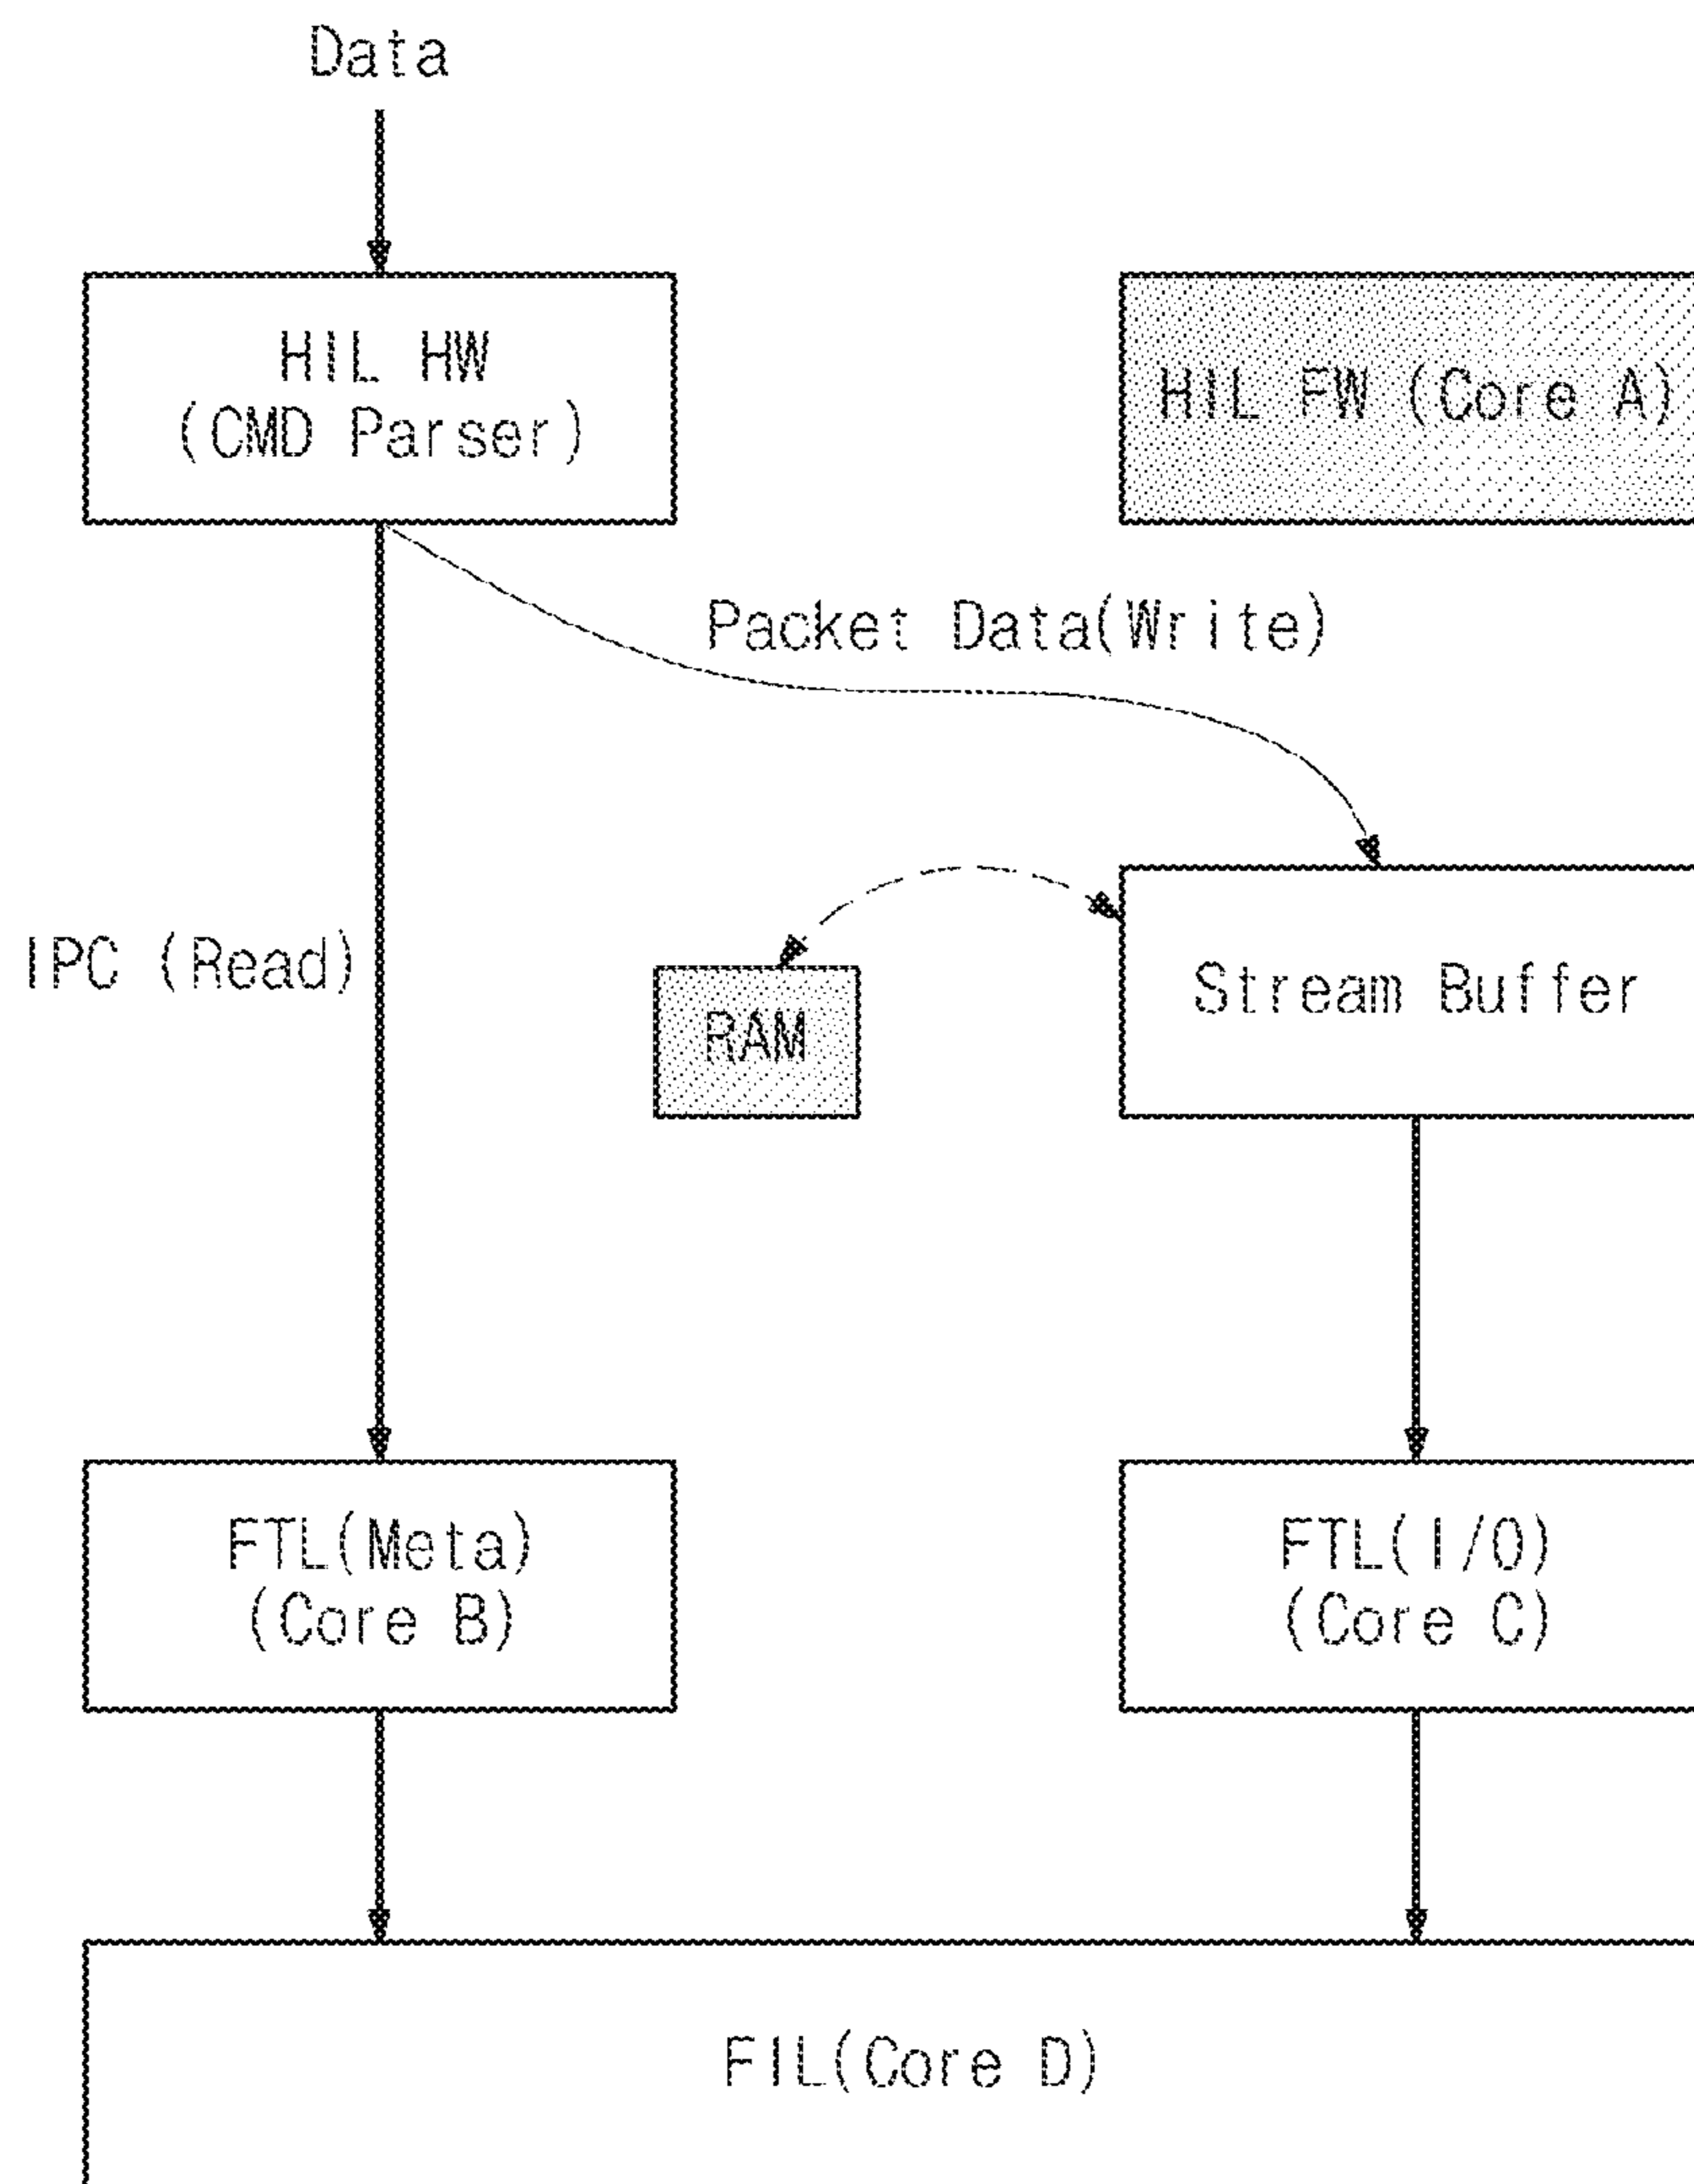 Data
HIL HW
(CMD Parser)
HIL FW (Core A)
Packet Data(Write)
IPC (Read)
Stream Buffer
RAM
FTL(Meta)
(Core B)
FTL(I/O)
(Core C)
FIL(Core D)